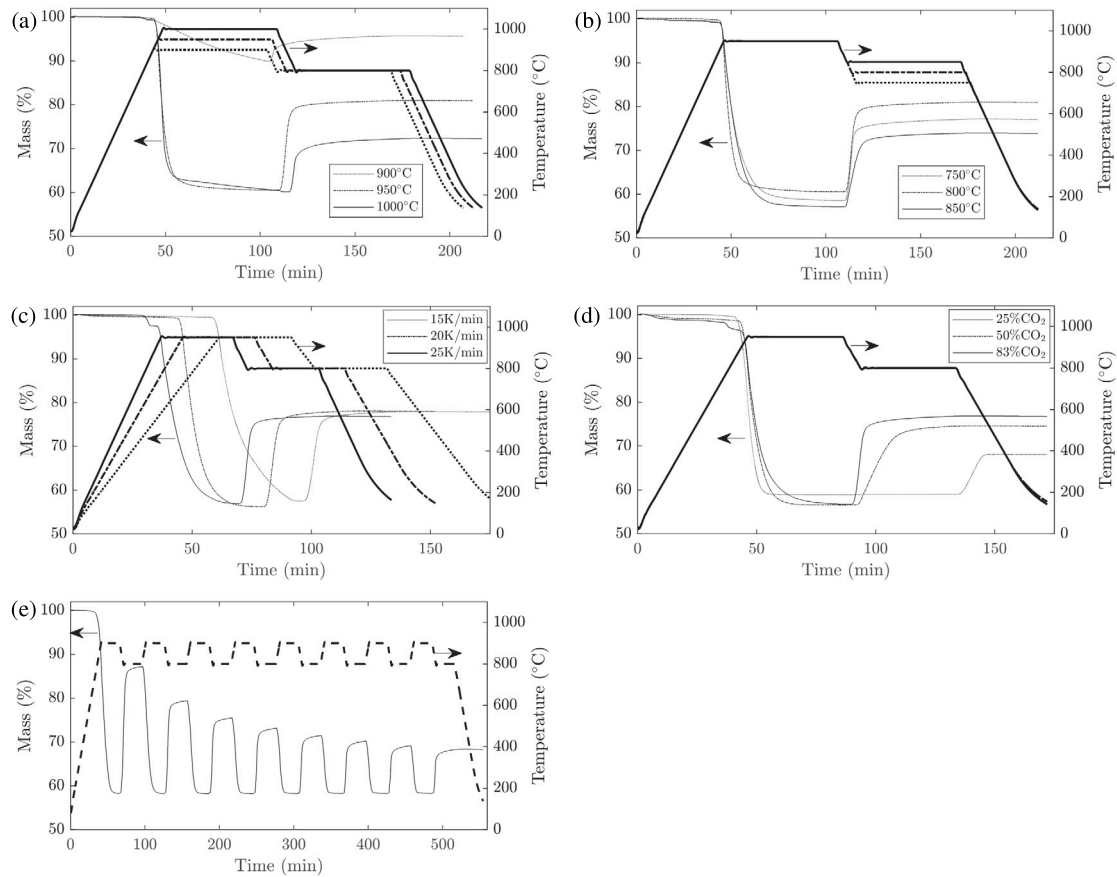 (a)
100
90
80
70
60
50
Mass (%)
0
50
100
150
200
Time (min)
1000
800
600
400
200
0
Temperature (°C)
900°C
950°C
1000°C
(b)
100
90
80
70
60
50
Mass (%)
0
50
100
150
200
Time (min)
1000
800
600
400
200
0
Temperature (°C)
750°C
800°C
850°C
(c)
100
90
80
70
60
50
Mass (%)
0
50
100
150
Time (min)
1000
800
600
400
200
0
Temperature (°C)
15K/min
20K/min
25K/min
(d)
100
90
80
70
60
50
Mass (%)
0
50
100
150
Time (min)
1000
800
600
400
200
0
Temperature (°C)
25%CO₂
50%CO₂
83%CO₂
(e)
100
90
80
70
60
50
Mass (%)
0
100
200
300
400
500
Time (min)
1000
800
600
400
200
0
Temperature (°C)